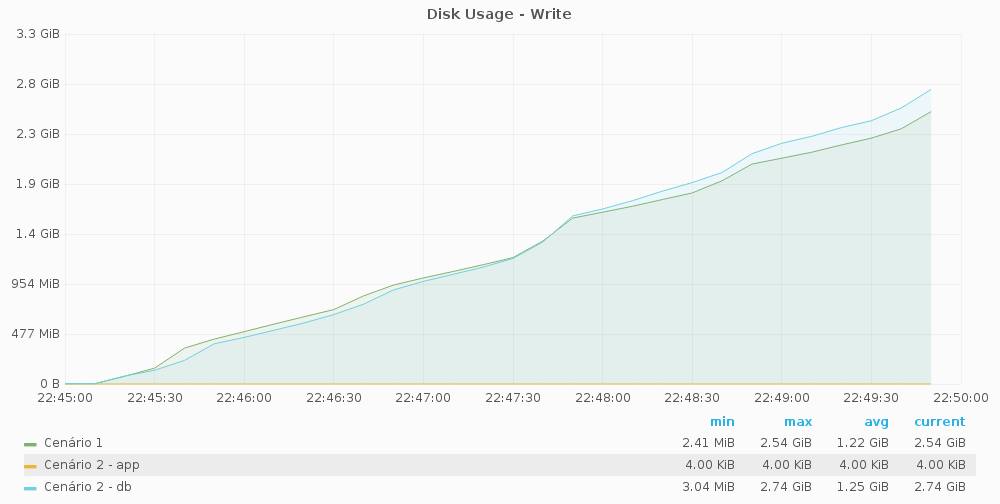 Disk Usage - Write
3.3 GiB
2.8 GiB
2.3 GiB
1.9 GiB
1.4 GiB
954 MiB
477 MiB
0 B
22:45:00 22:45:30 22:46:00 22:46:30 22:47:00 22:47:30 22:48:00 22:48:30 22:49:00 22:49:30 22:50:00
min max avg current
Cenário 1 2.41 MiB 2.54 GiB 1.22 GiB 2.54 GiB
Cenário 2 - app 4.00 KiB 4.00 KiB 4.00 KiB 4.00 KiB
Cenário 2 - db 3.04 MiB 2.74 GiB 1.25 GiB 2.74 GiB